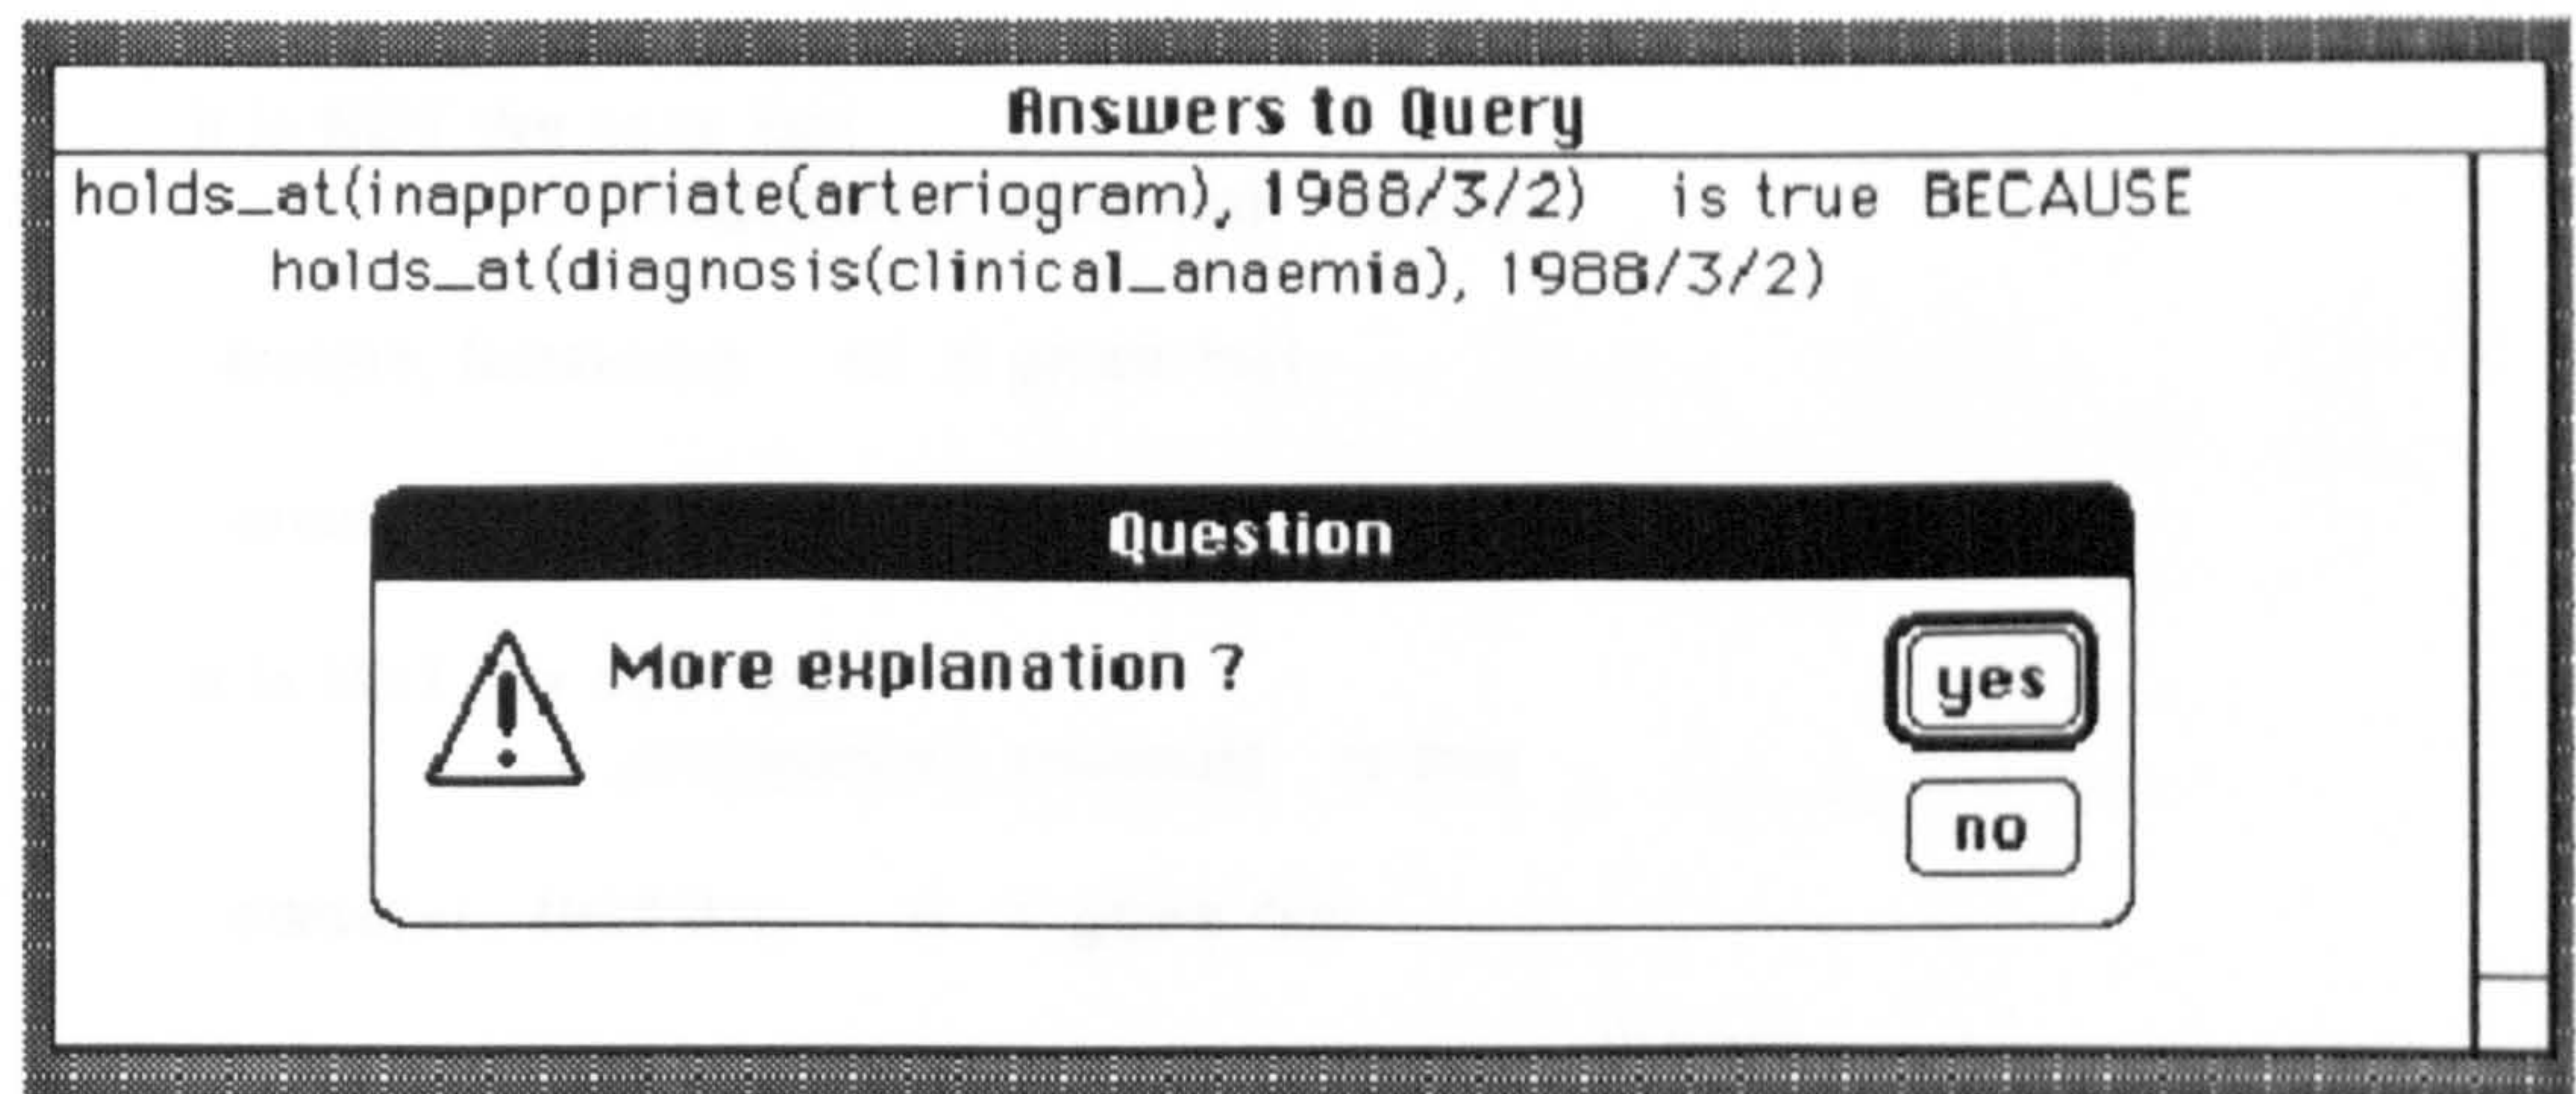 Answers to Query
holds_at(inappropriate(arteriogram), 1988/3/2) is true BECAUSE
holds_at(diagnosis(clinical_anaemia), 1988/3/2)
Question
More explanation ?
yes
no